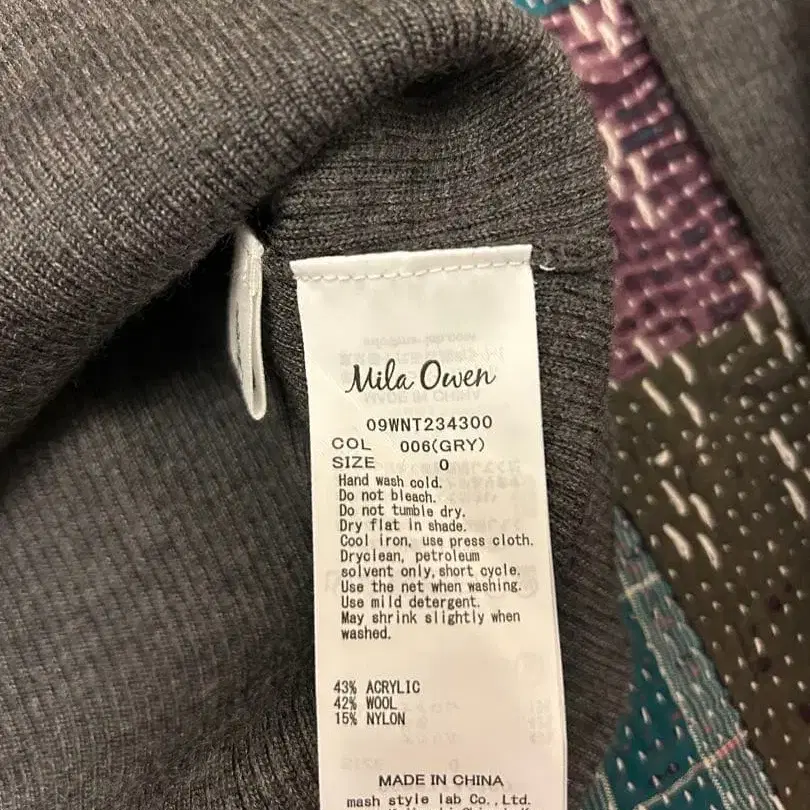 Mila Owen
09WNT234300
COL 006(GRY)
SIZE 0
Hand wash cold.
Do not bleach.
Do not tumble dry.
Dry flat in shade.
Cool iron, use press cloth.
Dryclean, petroleum
solvent only, short cycle.
Use the net when washing.
Use mild detergent.
May shrink slightly when
washed.
43% ACRYLIC
42% WOOL
15% NYLON
MADE IN CHINA
mash style lab Co., Ltd.